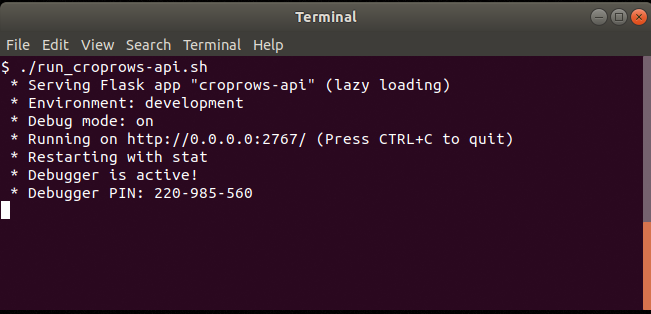 Terminal
File Edit View Search Terminal Help
$ ./run_croprows-api.sh
 * Serving Flask app "croprows-api" (lazy loading)
 * Environment: development
 * Debug mode: on
 * Running on http://0.0.0.0:2767/ (Press CTRL+C to quit)
 * Restarting with stat
 * Debugger is active!
 * Debugger PIN: 220-985-560